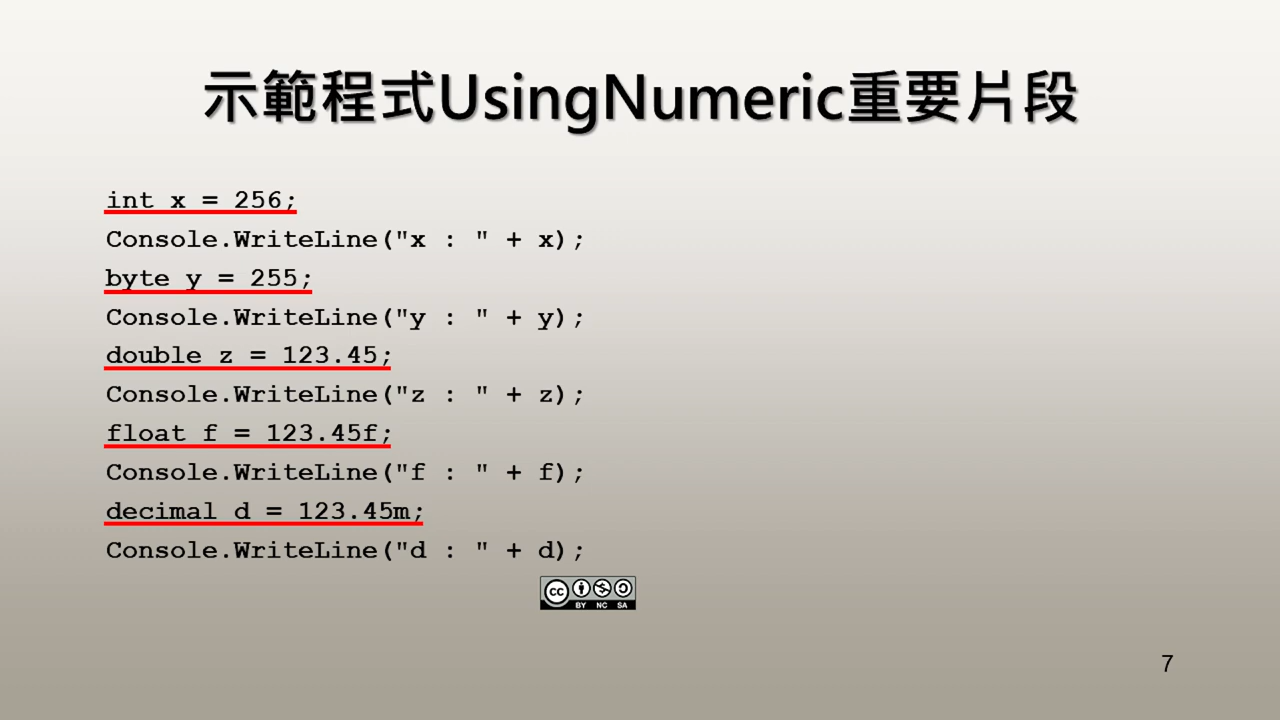 示範程式UsingNumeric重要片段
int x = 256;
Console.WriteLine("x : " + x);
byte y = 255;
Console.WriteLine("y : " + y);
double z = 123.45;
Console.WriteLine("z : " + z);
float f = 123.45f;
Console.WriteLine("f : " + f);
decimal d = 123.45m;
Console.WriteLine("d : " + d);
cc
BY NC SA
7